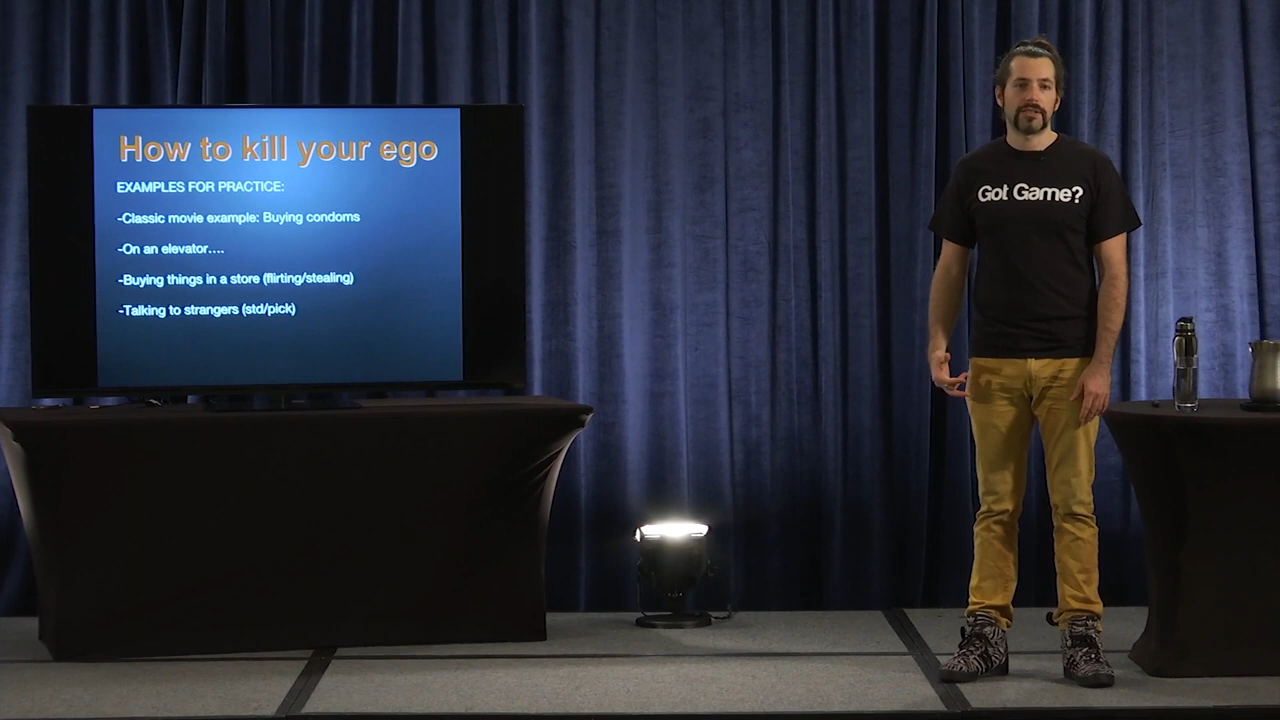 How to kill your ego
EXAMPLES FOR PRACTICE:
-Classic movie example: Buying condoms
-On an elevator....
-Buying things in a store (flirting/stealing)
-Talking to strangers (std/pick)
Got Game?